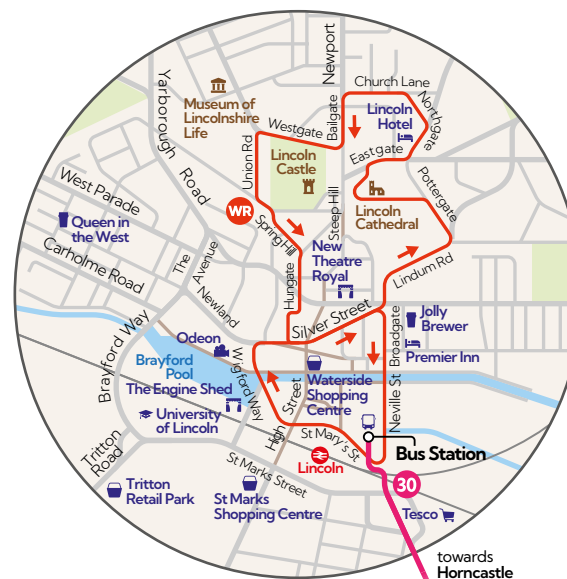 Newport
Church Lane
Yarborough
Road
Museum of
Lincolnshire
Life
Lincoln
Hotel
Northgate
Bailgate
Westgate
Union Rd
Eastgate
Lincoln
Castle
Pottergate
West Parade
WR
Spring Hill
Steep Hill
Lincoln
Cathedral
Queen in
the West
Carholme Road
The
Avenue
New
Theatre
Royal
Lindum Rd
Hungate
Newland
Silver Street
Brayford Way
Odeon
Jolly
Brewer
Broadgate
Premier Inn
Brayford
Pool
Wigford Way
The Engine Shed
Waterside
Shopping
Centre
High Street
Neville St
University
of Lincoln
St Mary's St
Bus Station
Tritton
Road
Lincoln
St Marks Street
30
Tritton
Retail Park
St Marks
Shopping Centre
Tesco
towards
Horncastle